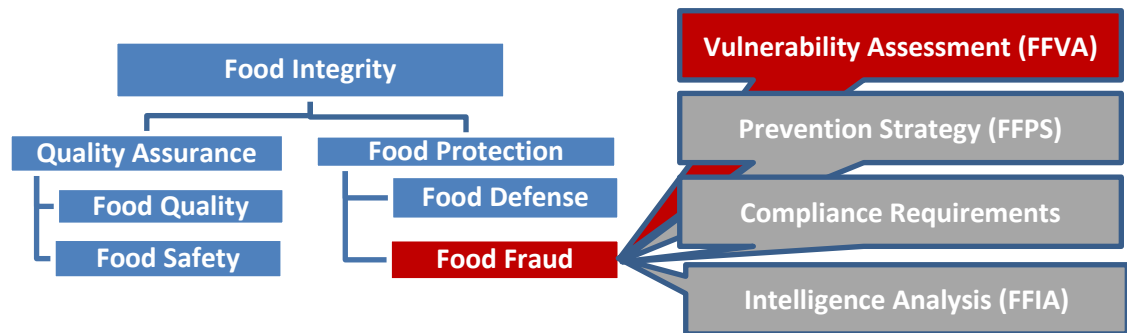 Food Integrity
Quality Assurance
Food Quality
Food Safety
Food Protection
Food Defense
Food Fraud
Vulnerability Assessment (FFVA)
Prevention Strategy (FFPS)
Compliance Requirements
Intelligence Analysis (FFIA)